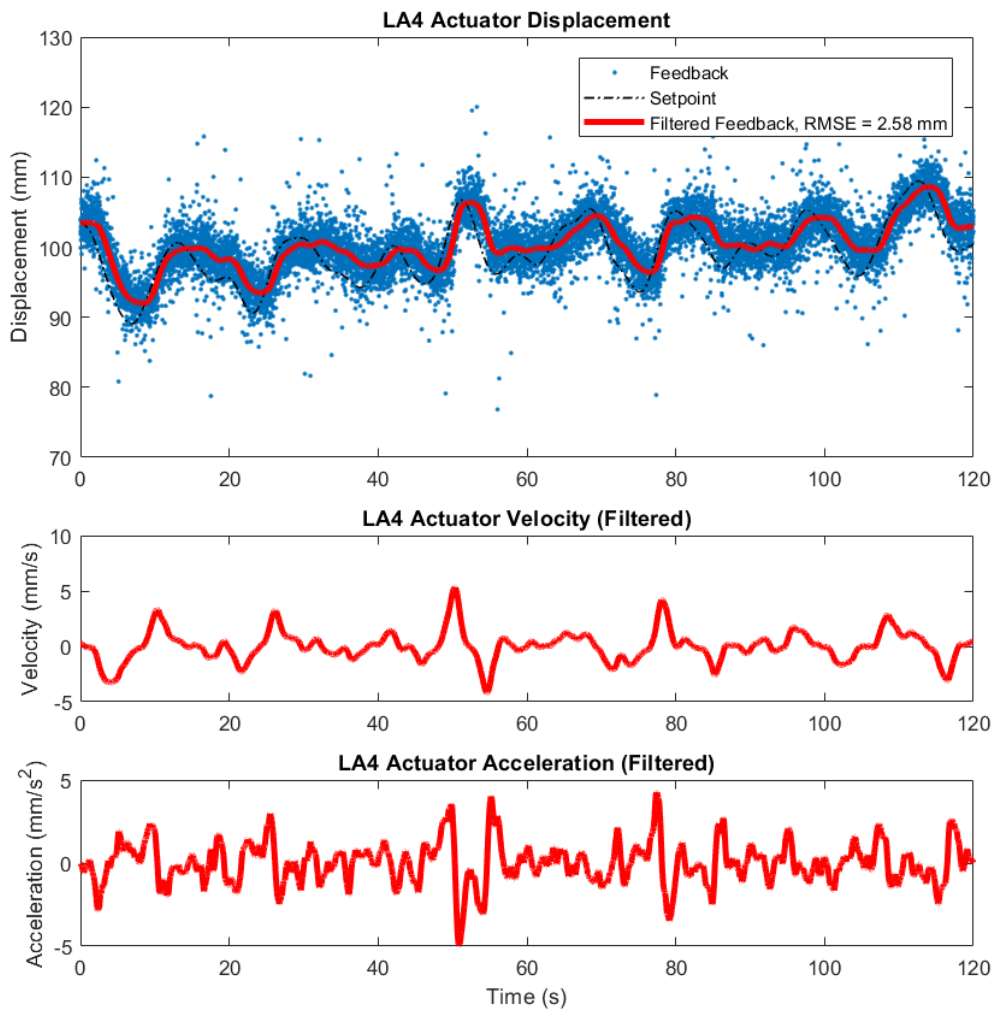 LA4 Actuator Displacement
130
120
110
100
90
80
70
Displacement (mm)
Feedback
Setpoint
Filtered Feedback, RMSE = 2.58 mm
0 20 40 60 80 100 120
LA4 Actuator Velocity (Filtered)
10
5
0
-5
Velocity (mm/s)
0 20 40 60 80 100 120
LA4 Actuator Acceleration (Filtered)
5
0
-5
Acceleration (mm/s²)
0 20 40 60 80 100 120
Time (s)